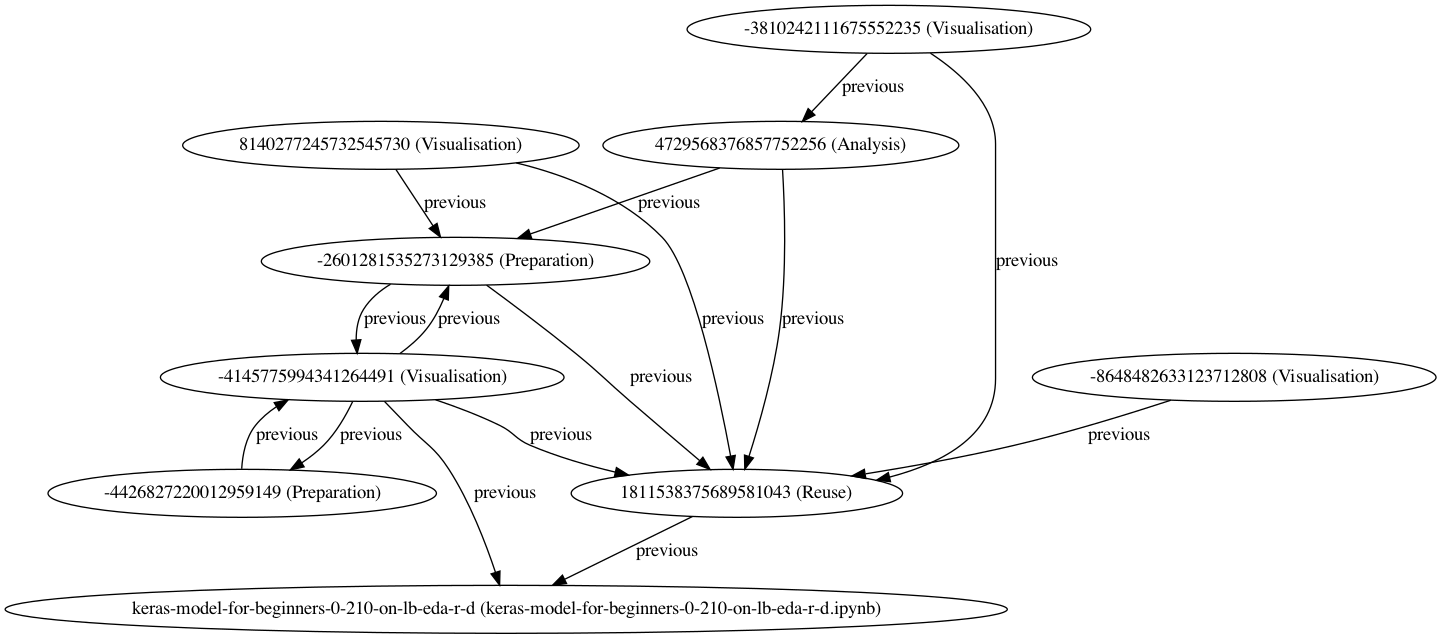 -3810242111675552235 (Visualisation)
previous
8140277245732545730 (Visualisation)
4729568376857752256 (Analysis)
previous
previous
-2601281535273129385 (Preparation)
previous
previous
previous
previous
previous
-4145775994341264491 (Visualisation)
previous
-8648482633123712808 (Visualisation)
previous
previous
previous
previous
-4426827220012959149 (Preparation)
previous
1811538375689581043 (Reuse)
previous
keras-model-for-beginners-0-210-on-lb-eda-r-d (keras-model-for-beginners-0-210-on-lb-eda-r-d.ipynb)